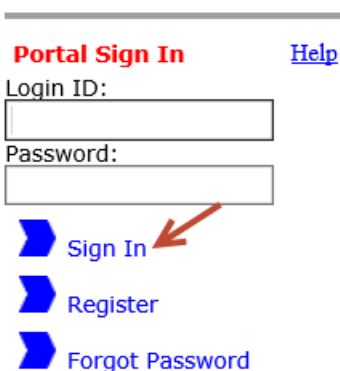 Portal Sign In Help
Login ID:
Password:
Sign In
Register
Forgot Password